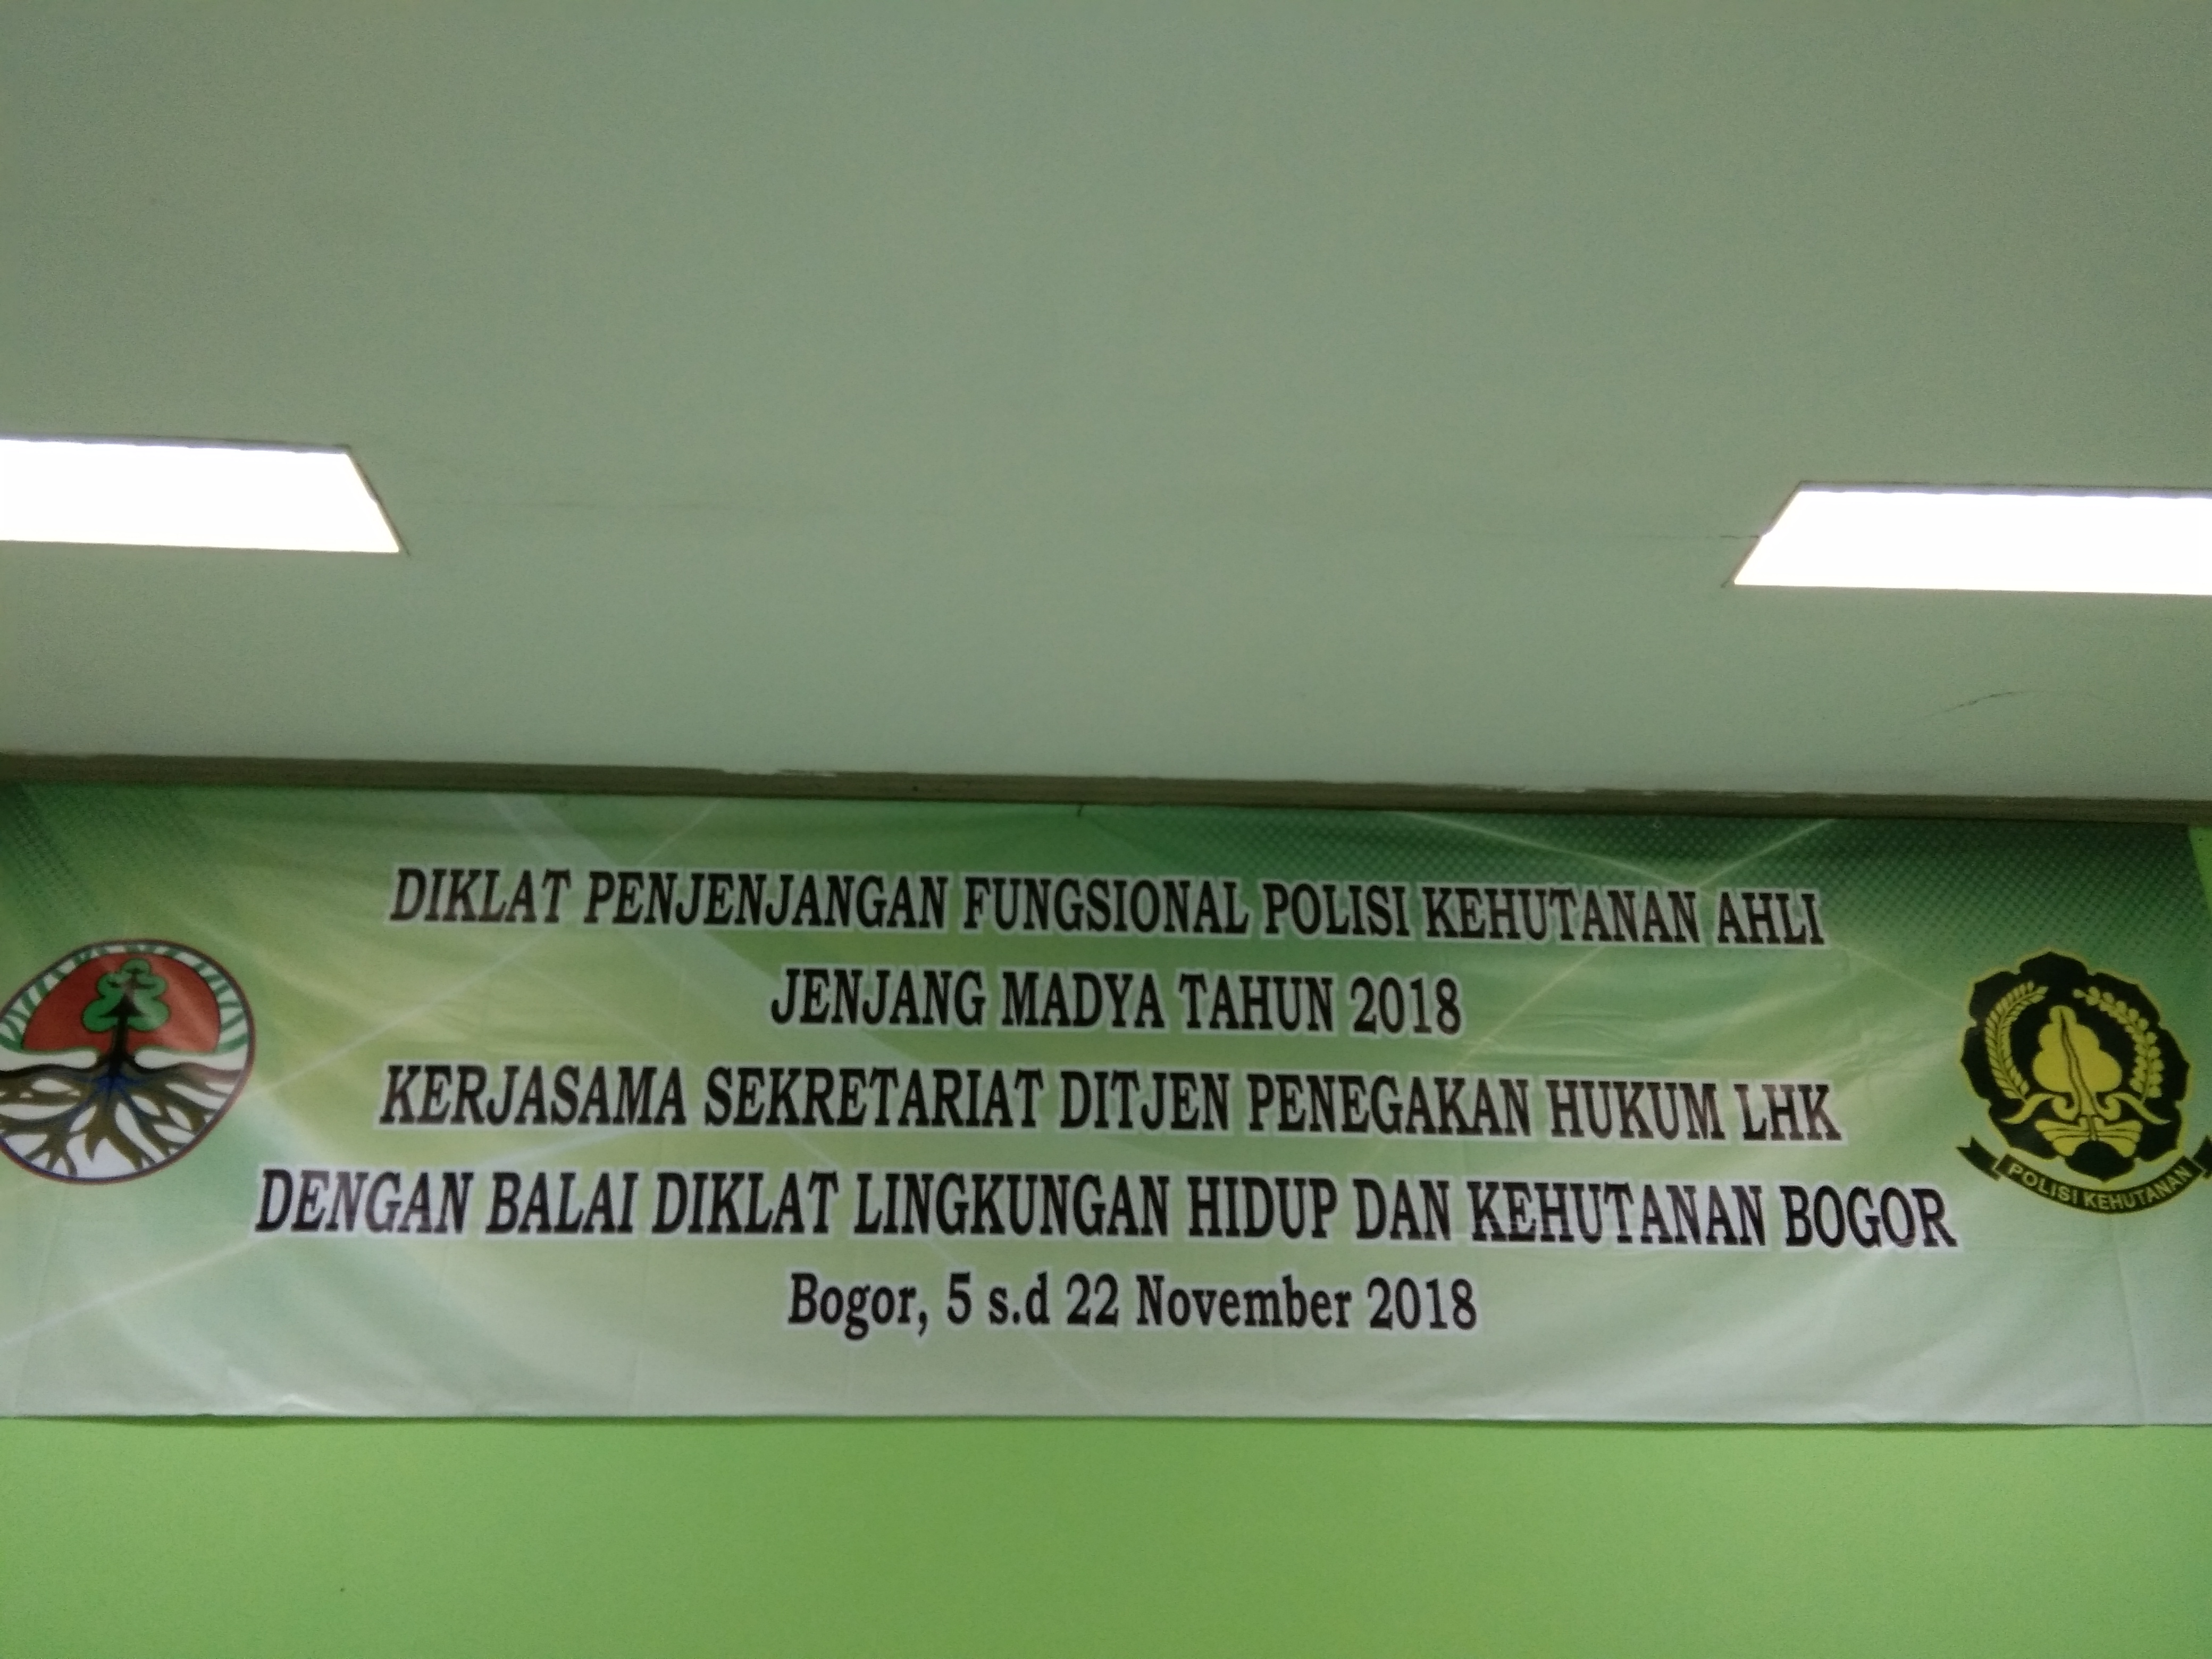 DIKLAT PENJENJANGAN FUNGSIONAL POLISI KEHUTANAN AHLI
JENJANG MADYA TAHUN 2018
KERJASAMA SEKRETARIAT DITJEN PENEGAKAN HUKUM LHK
DENGAN BALAI DIKLAT LINGKUNGAN HIDUP DAN KEHUTANAN BOGOR
Bogor, 5 s.d 22 November 2018
POLISI KEHUTANAN